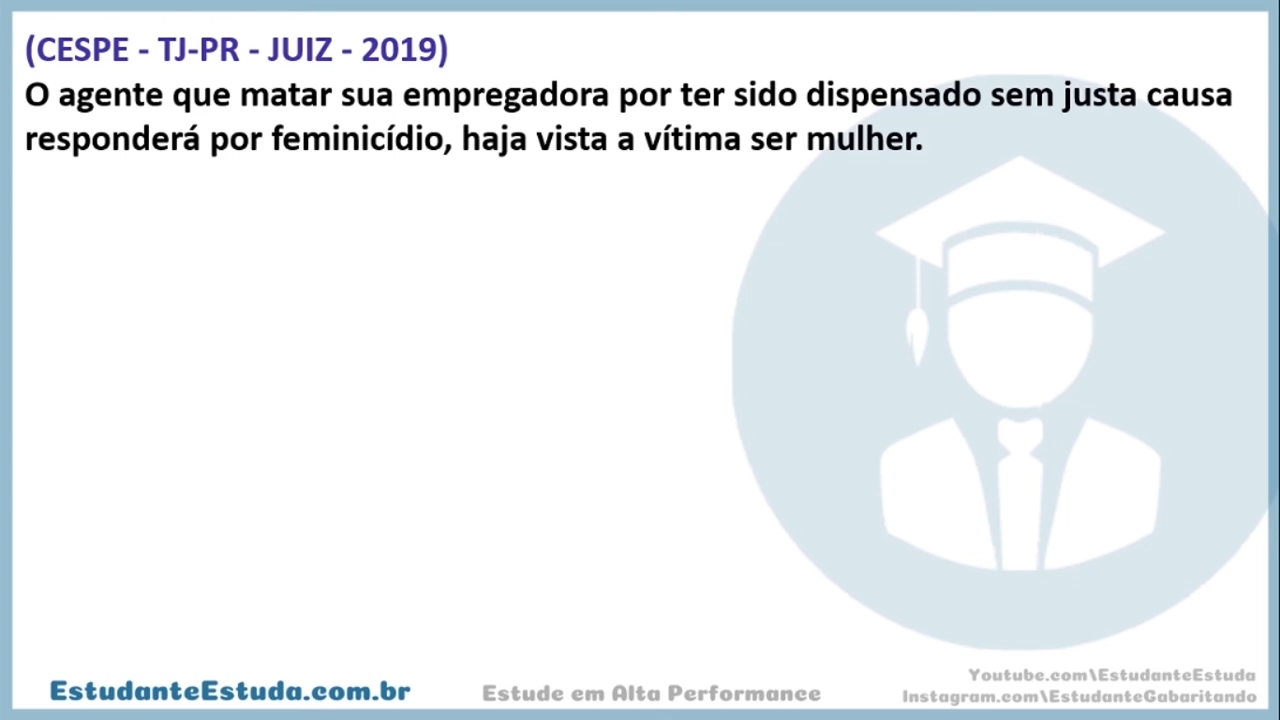 (CESPE - TJ-PR - JUIZ - 2019)
O agente que matar sua empregadora por ter sido dispensado sem justa causa
responderá por feminicídio, haja vista a vítima ser mulher.
EstudanteEstuda.com.br
Estude em Alta Performance
Youtube.com\EstudanteEstuda
Instagram.com\EstudanteGabaritando